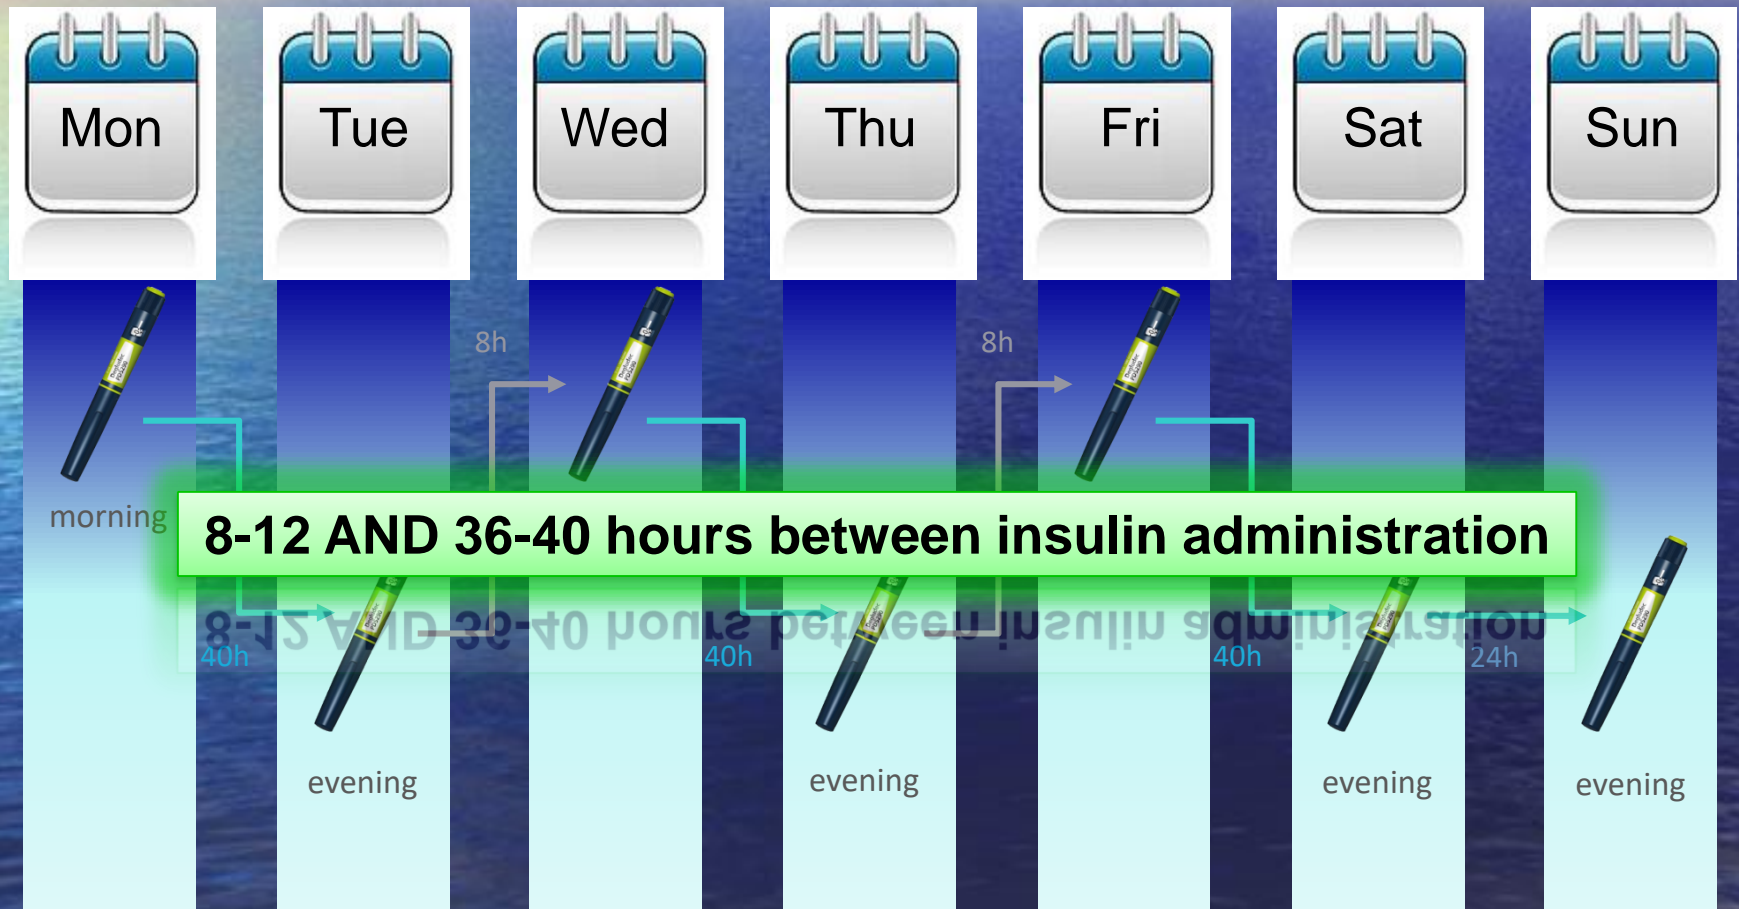 Mon
Tue
Wed
Thu
Fri
Sat
Sun
8h
8h
morning
8-12 AND 36-40 hours between insulin administration
40h
40h
40h
24h
evening
evening
evening
evening